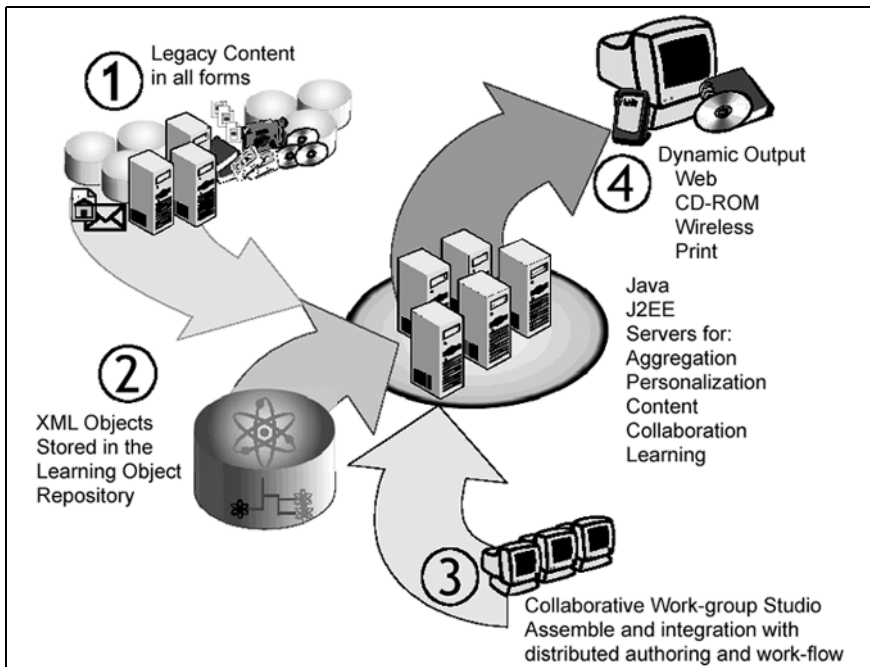 1
Legacy Content
in all forms
2
XML Objects
Stored in the
Learning Object
Repository
3
Collaborative Work-group Studio
Assemble and integration with
distributed authoring and work-flow
4
Dynamic Output
Web
CD-ROM
Wireless
Print
Java
J2EE
Servers for:
Aggregation
Personalization
Content
Collaboration
Learning